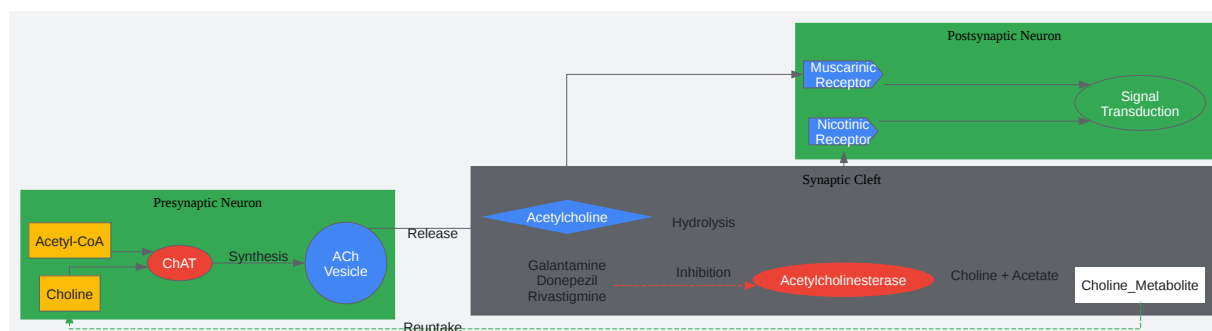 Postsynaptic Neuron
Muscarinic
Receptor
Signal
Transduction
Nicotinic
Receptor
Synaptic Cleft
Presynaptic Neuron
Acetylcholine
Hydrolysis
Release
Acetyl-CoA
Synthesis
ACh
Vesicle
ChAT
Choline
Galantamine
Donepezil
Rivastigmine
Inhibition
Acetylcholinesterase
Choline + Acetate
Choline_Metabolite
Reuptake